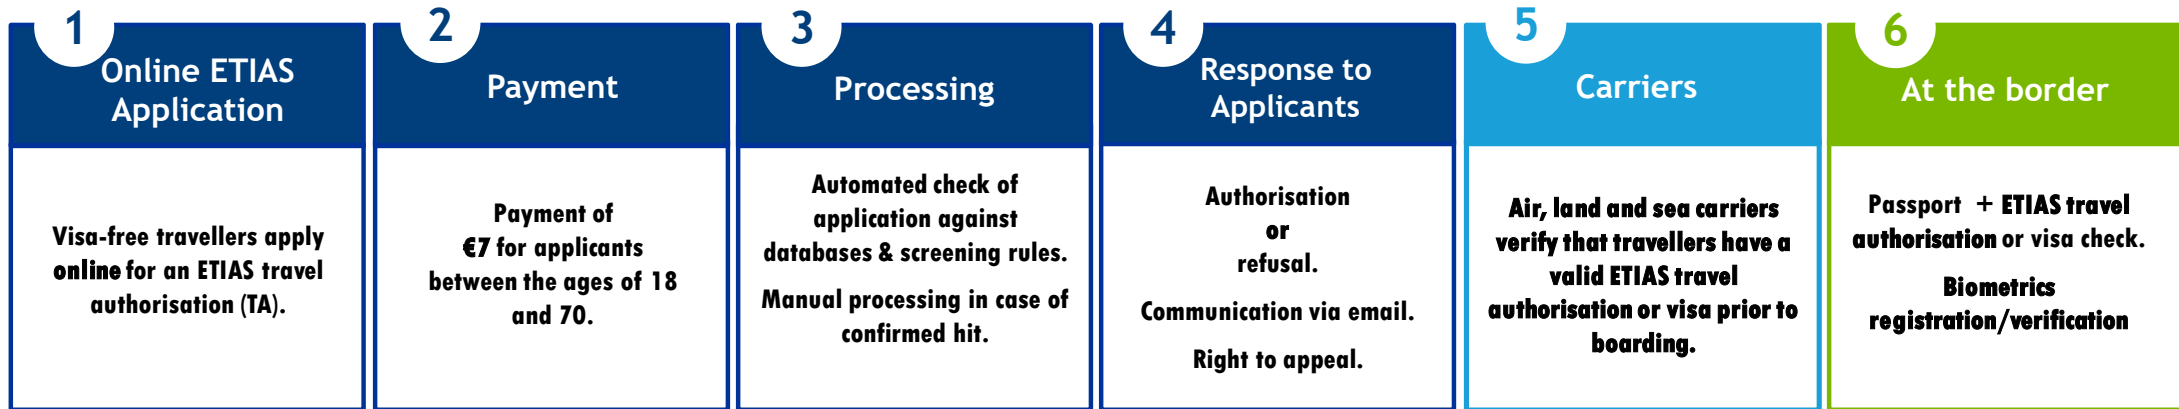 1
Online ETIAS
Application
Visa-free travellers apply
online for an ETIAS travel
authorisation (TA).
2
Payment
Payment of
€7 for applicants
between the ages of 18
and 70.
3
Processing
Automated check of
application against
databases & screening rules.
Manual processing in case of
confirmed hit.
4
Response to
Applicants
Authorisation
or
refusal.
Communication via email.
Right to appeal.
5
Carriers
Air, land and sea carriers
verify that travellers have a
valid ETIAS travel
authorisation or visa prior to
boarding.
6
At the border
Passport + ETIAS travel
authorisation or visa check.
Biometrics
registration/verification